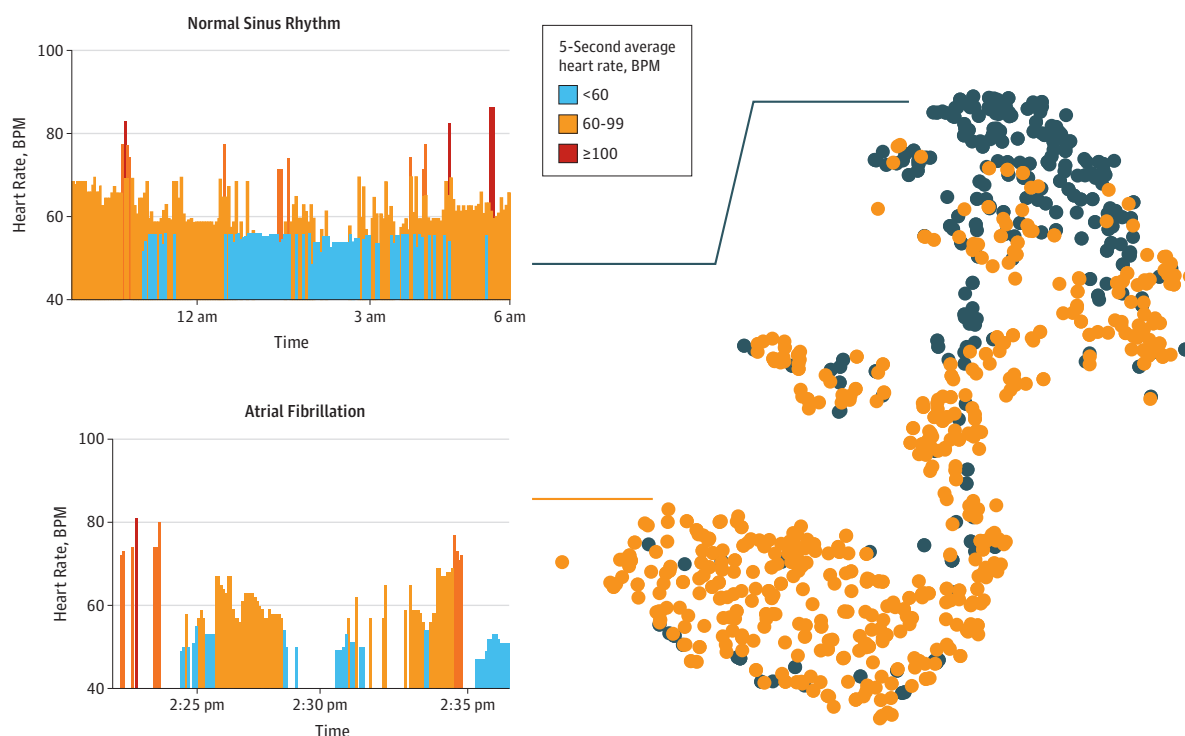 Normal Sinus Rhythm
100
80
60
40
Heart Rate, BPM
12 am
3 am
6 am
Time
5-Second average
heart rate, BPM
<60
60-99
≥100
Atrial Fibrillation
100
80
60
40
Heart Rate, BPM
2:25 pm
2:30 pm
2:35 pm
Time